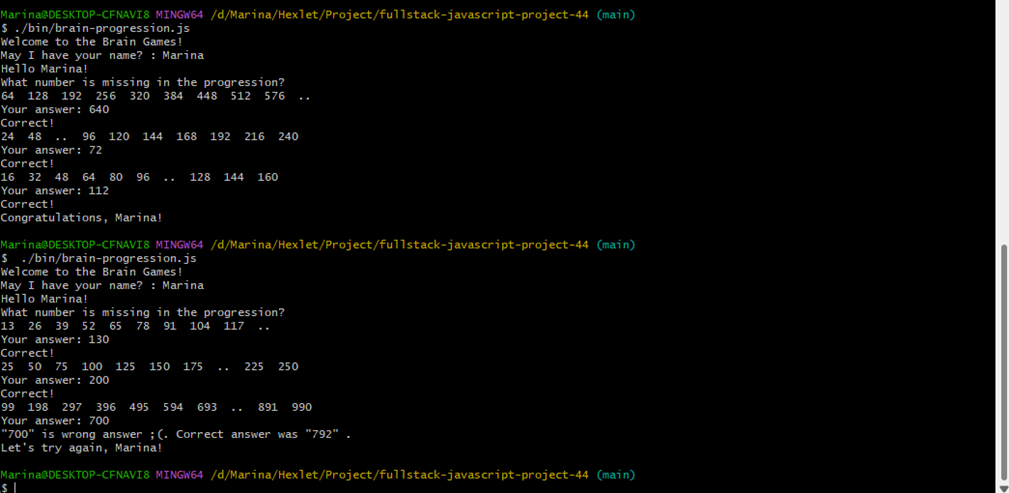 Marina@DESKTOP-CFNAVI8 MINGW64 /d/Marina/Hexlet/Project/fullstack-javascript-project-44 (main)
$ ./bin/brain-progression.js
Welcome to the Brain Games!
May I have your name? : Marina
Hello Marina!
What number is missing in the progression?
64  128  192  256  320  384  448  512  576  ..
Your answer: 640
Correct!
24  48  ..  96  120  144  168  192  216  240
Your answer: 72
Correct!
16  32  48  64  80  96  ..  128  144  160
Your answer: 112
Correct!
Congratulations, Marina!
Marina@DESKTOP-CFNAVI8 MINGW64 /d/Marina/Hexlet/Project/fullstack-javascript-project-44 (main)
$  ./bin/brain-progression.js
Welcome to the Brain Games!
May I have your name? : Marina
Hello Marina!
What number is missing in the progression?
13  26  39  52  65  78  91  104  117  ..
Your answer: 130
Correct!
25  50  75  100  125  150  175  ..  225  250
Your answer: 200
Correct!
99  198  297  396  495  594  693  ..  891  990
Your answer: 700
"700" is wrong answer ;(. Correct answer was "792" .
Let's try again, Marina!
Marina@DESKTOP-CFNAVI8 MINGW64 /d/Marina/Hexlet/Project/fullstack-javascript-project-44 (main)
$